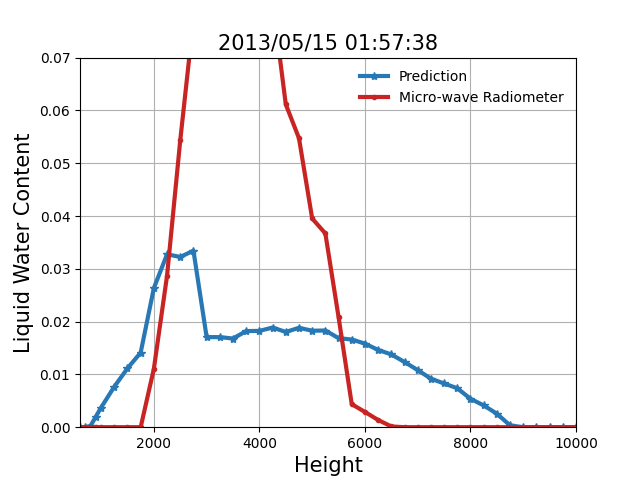 2013/05/15 01:57:38
0.07
0.06
0.05
0.04
0.03
0.02
0.01
0.00
Liquid Water Content
Prediction
Micro-wave Radiometer
2000 4000 6000 8000 10000
Height